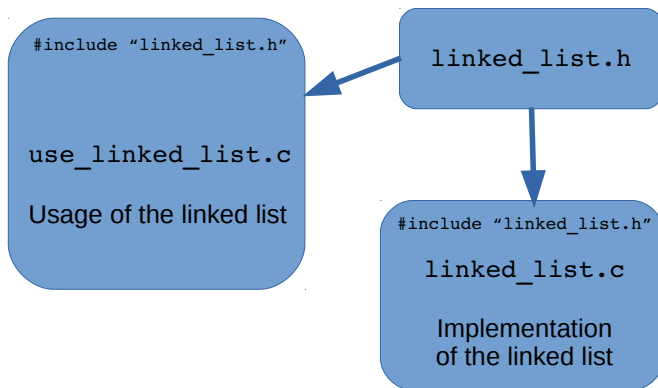 #include “linked_list.h”
use_linked_list.c
Usage of the linked list
linked_list.h
#include “linked_list.h”
linked_list.c
Implementation
of the linked list